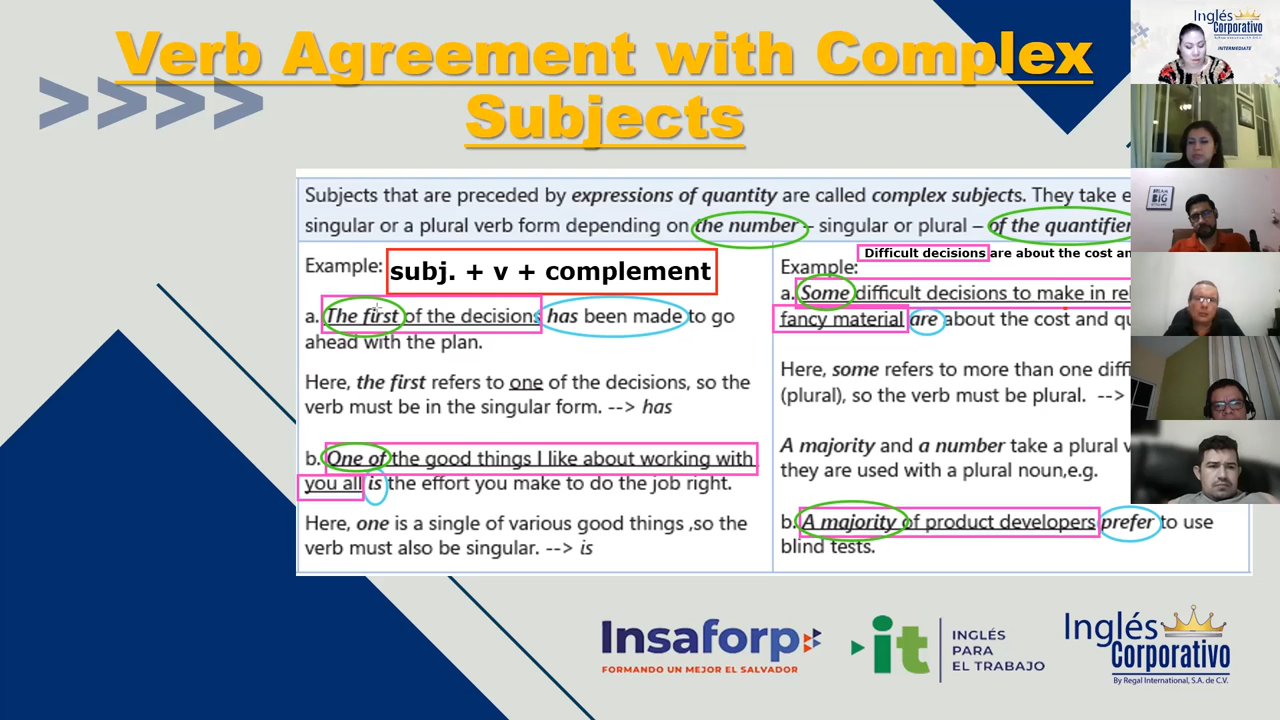 Verb Agreement with Complex
Subjects
Subjects that are preceded by expressions of quantity are called complex subjects. They take e
singular or a plural verb form depending on the number – singular or plural – of the quantifier
Example:
subj. + v + complement
a. The first of the decisions has been made to go
ahead with the plan.
Here, the first refers to one of the decisions, so the
verb must be in the singular form. --> has
b. One of the good things I like about working with
you all is the effort you make to do the job right.
Here, one is a single of various good things ,so the
verb must also be singular. --> is
Difficult decisions are about the cost an
Example:
a. Some difficult decisions to make in rel
fancy material are about the cost and qu
Here, some refers to more than one diffi
(plural), so the verb must be plural. -->
A majority and a number take a plural v
they are used with a plural noun,e.g.
b. A majority of product developers prefer to use
blind tests.
Insaforp
FORMANDO UN MEJOR EL SALVADOR
it
INGLÉS
PARA
EL TRABAJO
Inglés
Corporativo
By Regal International, S.A. de C.V.
Inglés
Corporativo
INTERMEDIATE
BRIAN
BIG